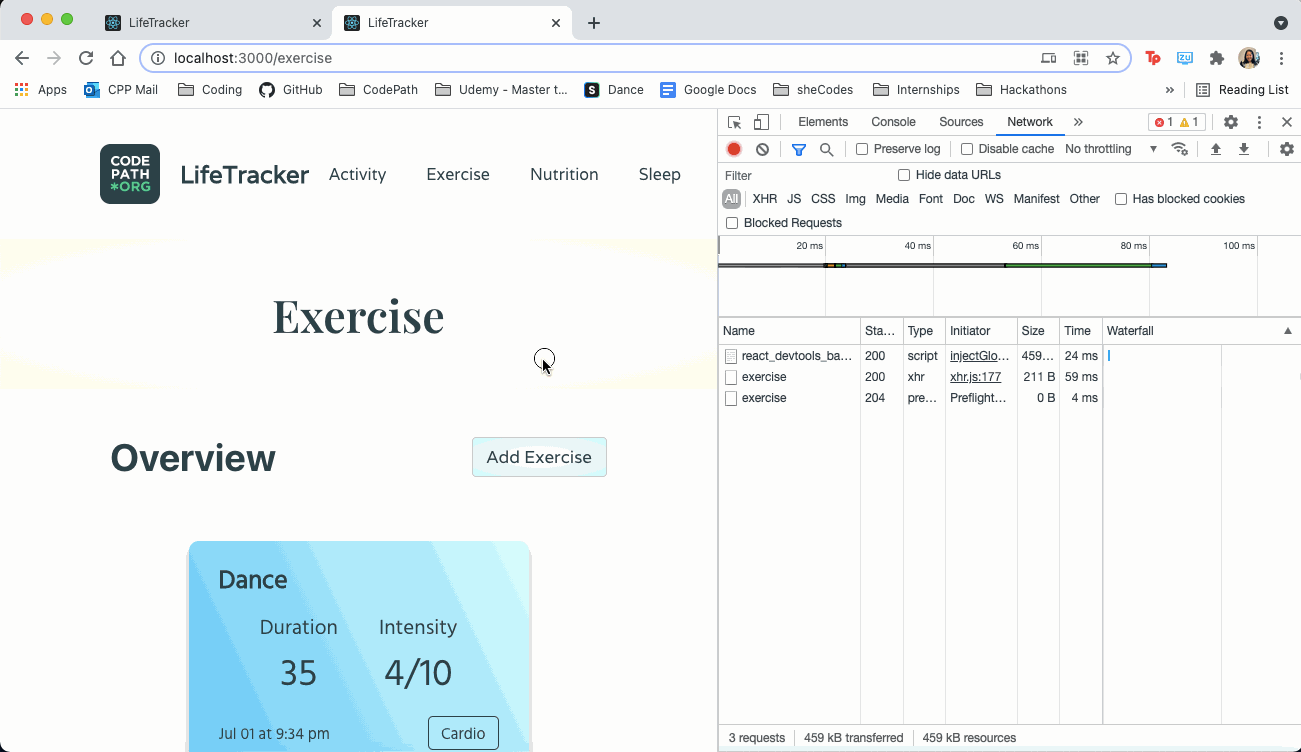 LifeTracker
LifeTracker
localhost:3000/exercise
Tp
ZU
Apps
CPP Mail
Coding
GitHub
CodePath
Udemy - Master t...
S
Dance
Google Docs
sheCodes
Internships
Hackathons
»
Reading List
CODE
PATH
*ORG
LifeTracker
Activity
Exercise
Nutrition
Sleep
Exercise
Overview
Add Exercise
Dance
Duration
Intensity
35
4/10
Jul 01 at 9:34 pm
Cardio
Elements
Console
Sources
Network
»
1
1
Preserve log
Disable cache
No throttling
Filter
Hide data URLs
All
XHR
JS
CSS
Img
Media
Font
Doc
WS
Manifest
Other
Has blocked cookies
Blocked Requests
20 ms
40 ms
60 ms
80 ms
100 ms
Name
Sta...
Type
Initiator
Size
Time
Waterfall
react_devtools_ba... 200 script injectGlo... 459... 24 ms
exercise 200 xhr xhr.js:177 211 B 59 ms
exercise 204 pre... Preflight... 0 B 4 ms
3 requests
459 kB transferred
459 kB resources